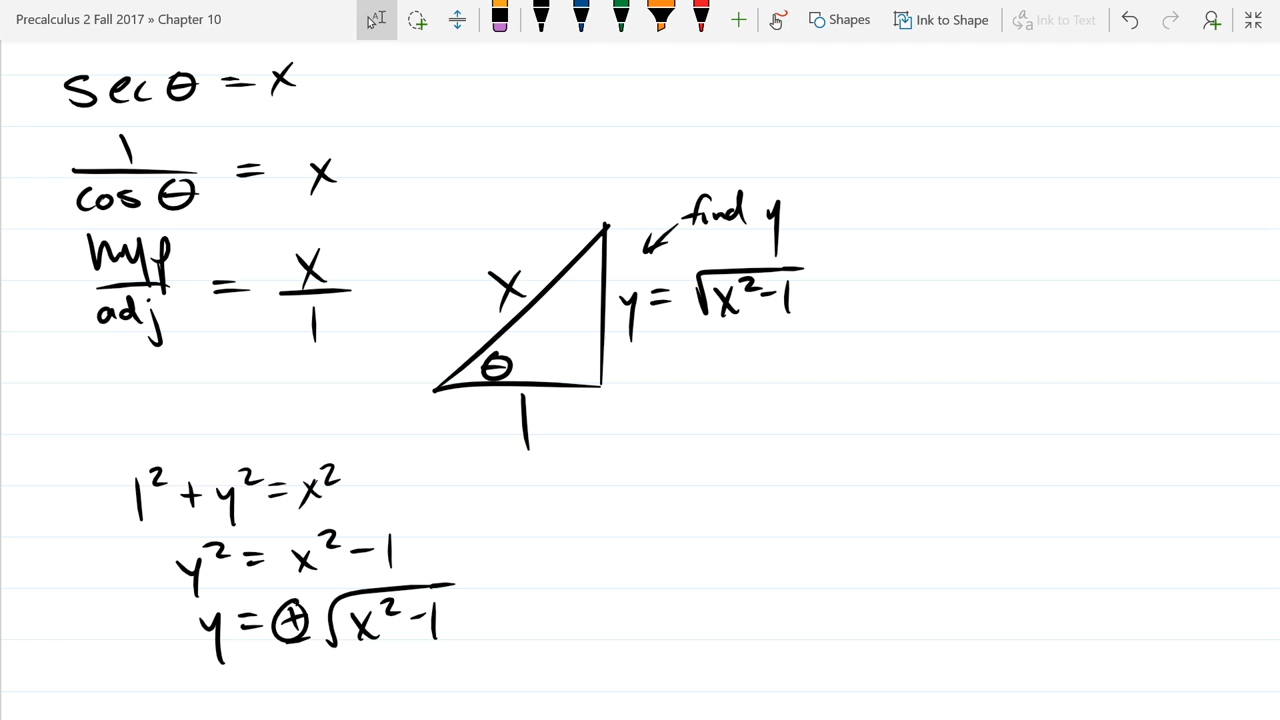 Precalculus 2 Fall 2017 » Chapter 10
Shapes
Ink to Shape
Ink to Text
sec θ = x
1/cos θ = x
hyp/adj = x/1
find y
x
y = √(x²-1)
θ
1
1² + y² = x²
y² = x² - 1
y = ⊕ √(x²-1)